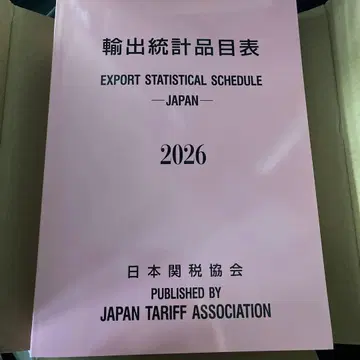 輸出統計品目表
EXPORT STATISTICAL SCHEDULE
—JAPAN—
2026
日本関税協会
PUBLISHED BY
JAPAN TARIFF ASSOCIATION